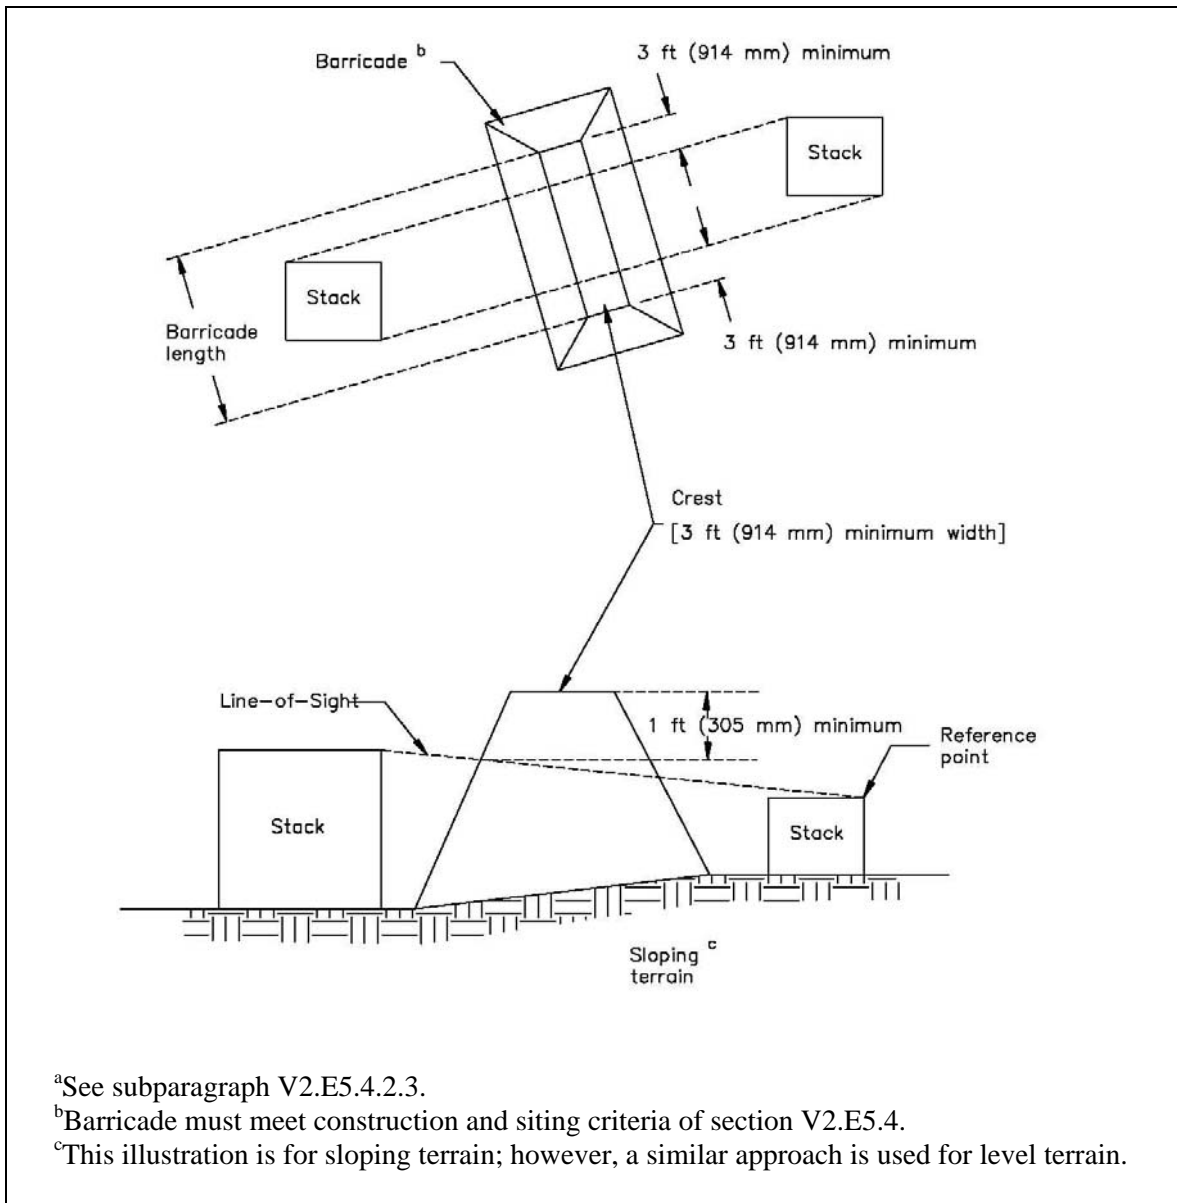 Barricade b
3 ft (914 mm) minimum
Stack
Stack
Barricade
length
3 ft (914 mm) minimum
Crest
[3 ft (914 mm) minimum width]
Line-of-Sight
1 ft (305 mm) minimum
Reference
point
Stack
Stack
Sloping c
terrain
aSee subparagraph V2.E5.4.2.3.
bBarricade must meet construction and siting criteria of section V2.E5.4.
cThis illustration is for sloping terrain; however, a similar approach is used for level terrain.